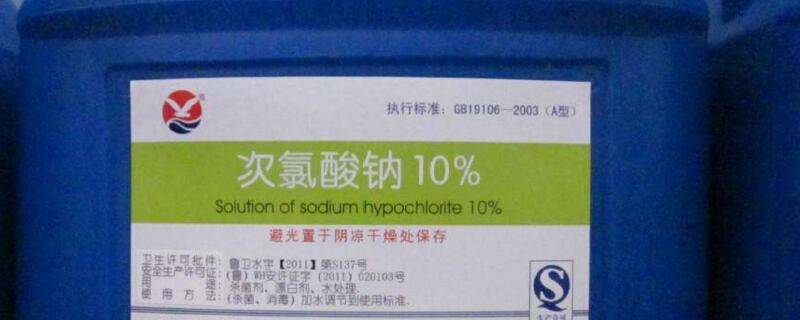 执行标准：GB19106—2003（A型）
次氯酸钠10%
Solution of sodium hypochlorite 10%
避光置于阴凉干燥处保存
卫生许可批件：鲁卫水字【2011】第S137号
安全生产许可证：(鲁) WH安许证字 (2011) 020103号
用途：杀菌剂、漂白剂、水处理.
使用方法：(杀菌、消毒) 加水调节到使用标准.